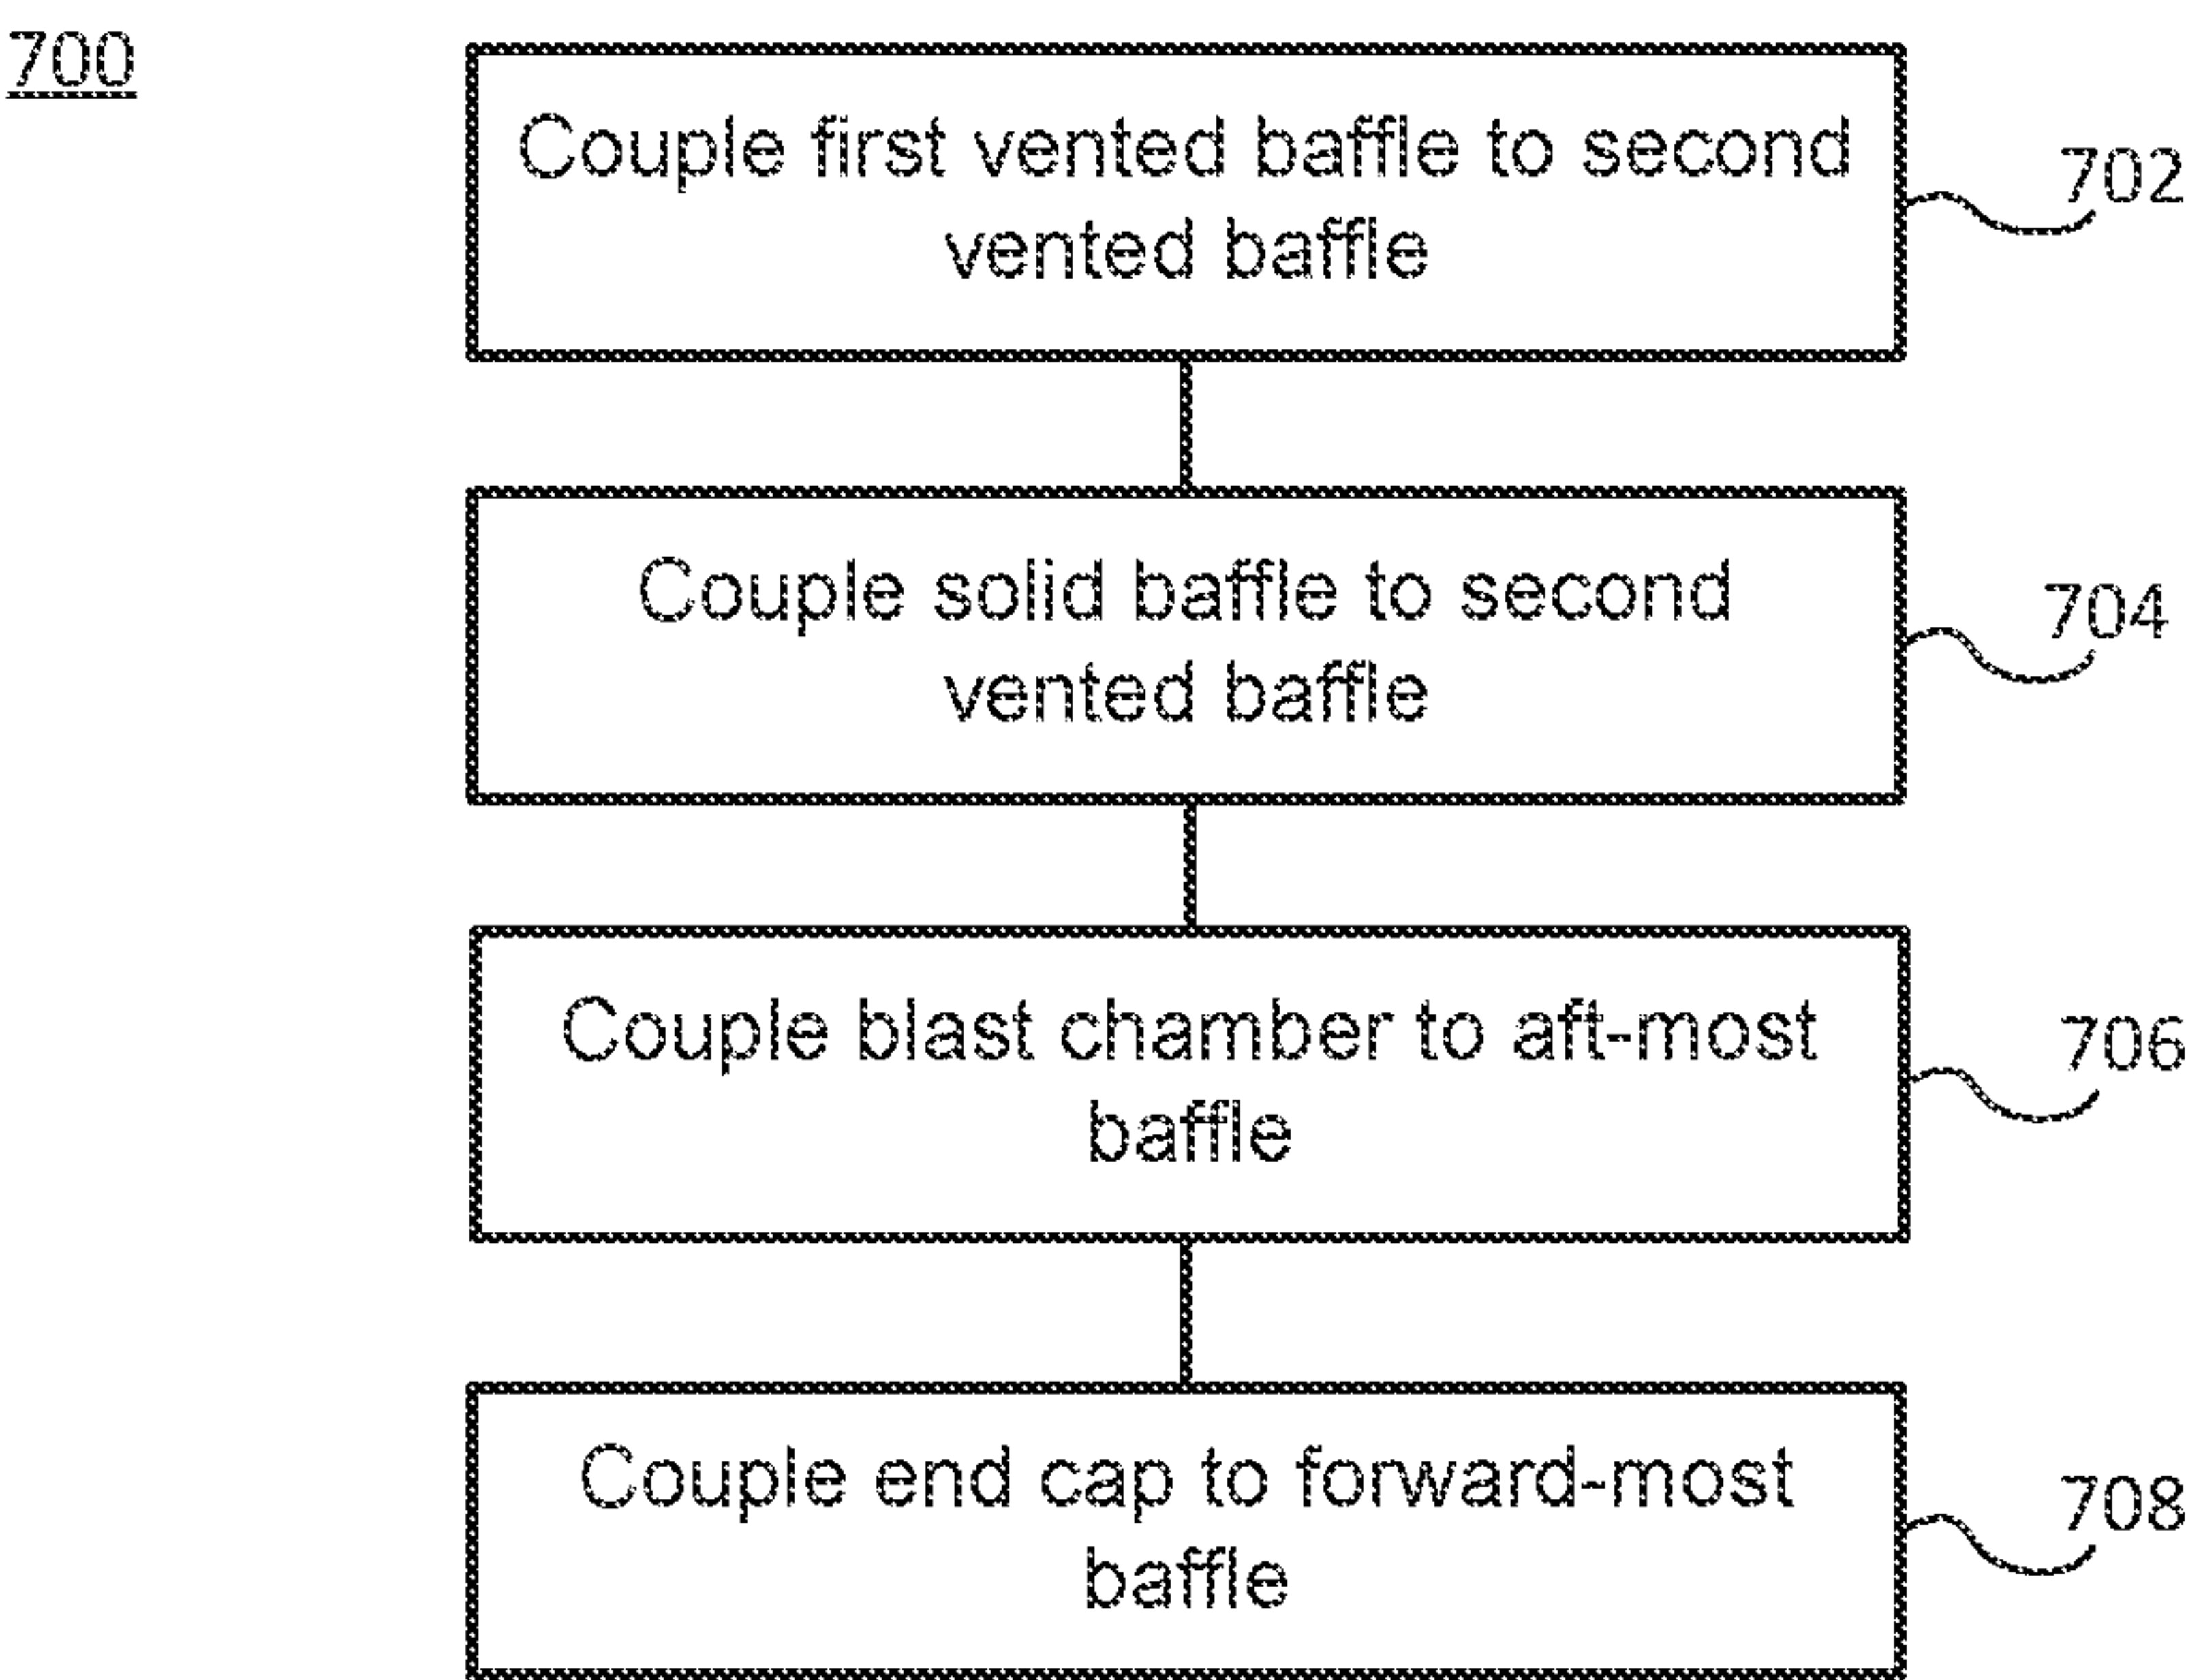 700
Couple first vented baffle to second
vented baffle
702
Couple solid baffle to second
vented baffle
704
Couple blast chamber to aft-most
baffle
706
Couple end cap to forward-most
baffle
708